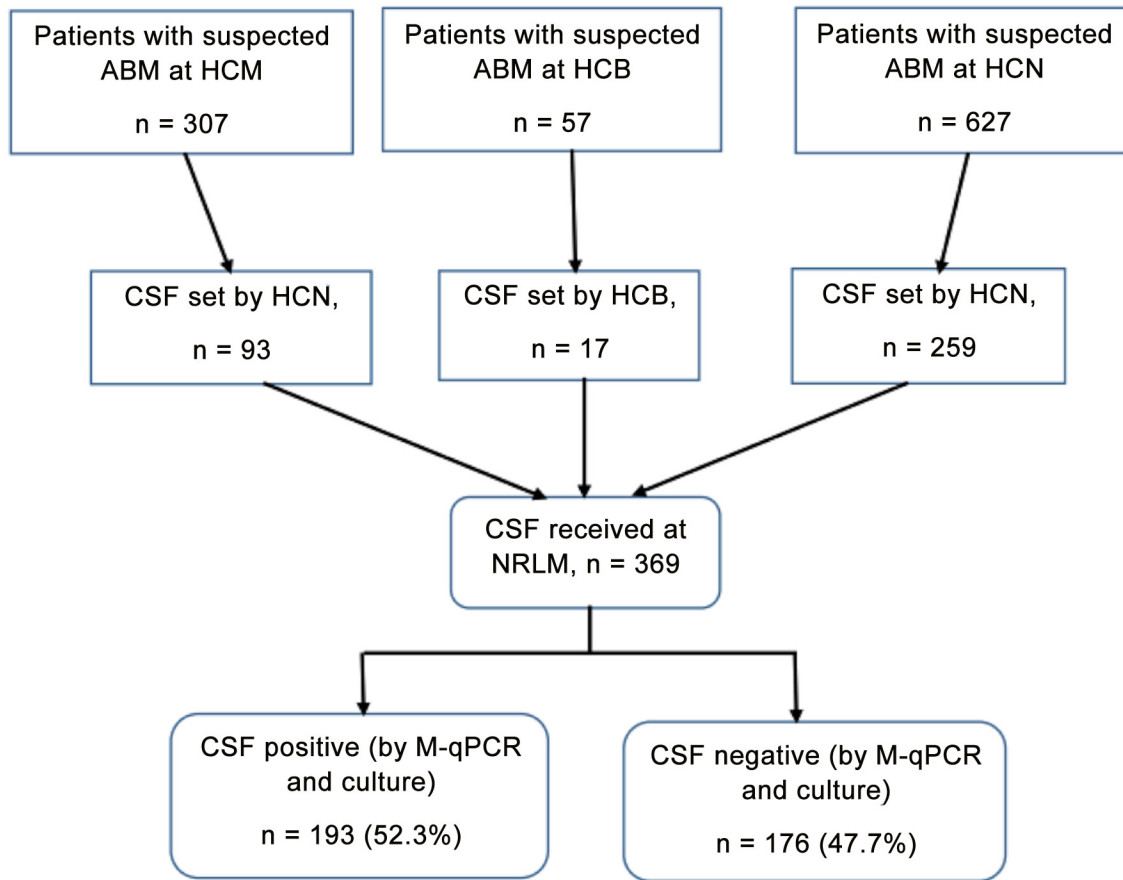 Patients with suspected
ABM at HCM
n = 307
Patients with suspected
ABM at HCB
n = 57
Patients with suspected
ABM at HCN
n = 627
CSF set by HCN,
n = 93
CSF set by HCB,
n = 17
CSF set by HCN,
n = 259
CSF received at
NRLM, n = 369
CSF positive (by M-qPCR
and culture)
n = 193 (52.3%)
CSF negative (by M-qPCR
and culture)
n = 176 (47.7%)